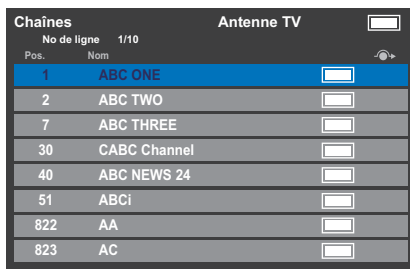 Chaînes Antenne TV
No de ligne 1/10
Pos. Nom
1 ABC ONE
2 ABC TWO
7 ABC THREE
30 CABC Channel
40 ABC NEWS 24
51 ABCi
822 AA
823 AC